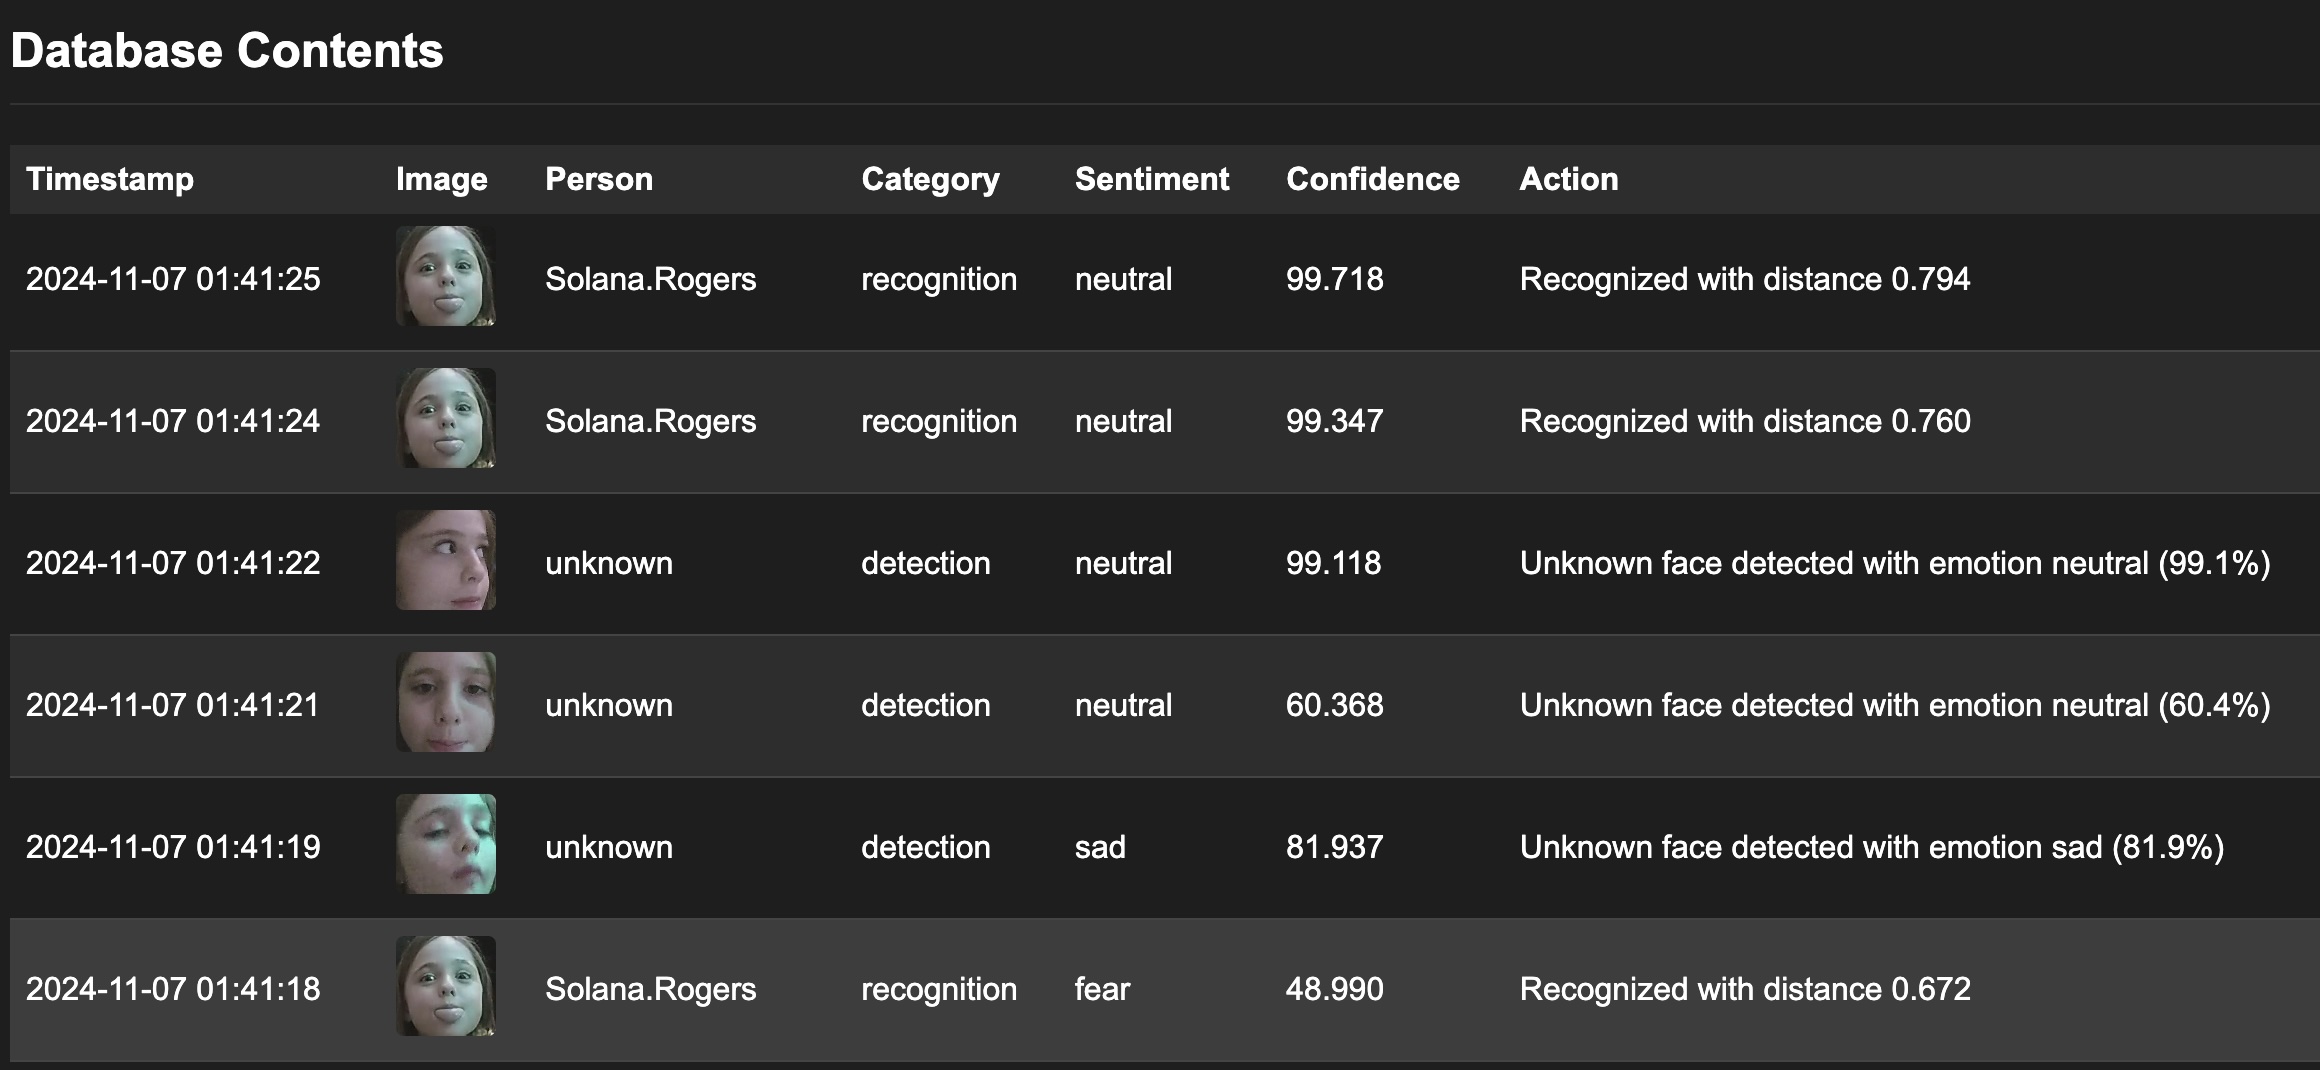 Database Contents
Timestamp Image Person Category Sentiment Confidence Action
2024-11-07 01:41:25 Solana.Rogers recognition neutral 99.718 Recognized with distance 0.794
2024-11-07 01:41:24 Solana.Rogers recognition neutral 99.347 Recognized with distance 0.760
2024-11-07 01:41:22 unknown detection neutral 99.118 Unknown face detected with emotion neutral (99.1%)
2024-11-07 01:41:21 unknown detection neutral 60.368 Unknown face detected with emotion neutral (60.4%)
2024-11-07 01:41:19 unknown detection sad 81.937 Unknown face detected with emotion sad (81.9%)
2024-11-07 01:41:18 Solana.Rogers recognition fear 48.990 Recognized with distance 0.672